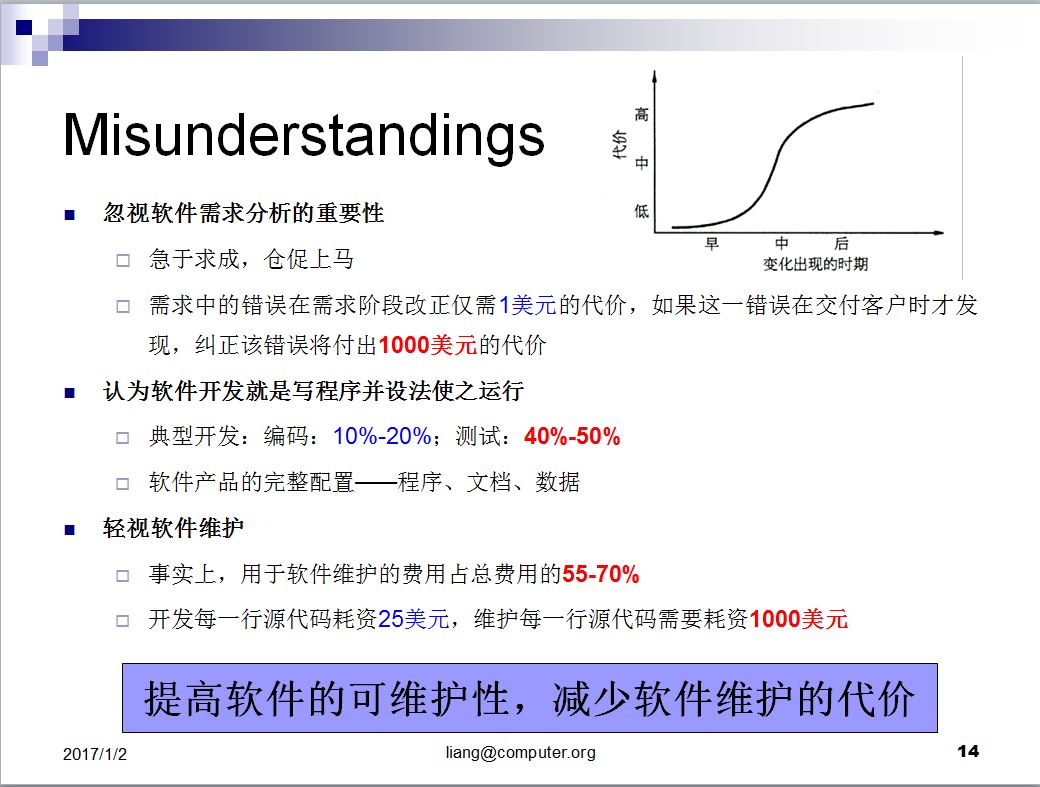 Misunderstandings
高
代价
中
低
早 中 后
变化出现的时期
忽视软件需求分析的重要性
急于求成，仓促上马
需求中的错误在需求阶段改正仅需1美元的代价，如果这一错误在交付客户时才发
现，纠正该错误将付出1000美元的代价
认为软件开发就是写程序并设法使之运行
典型开发：编码：10%-20%；测试：40%-50%
软件产品的完整配置——程序、文档、数据
轻视软件维护
事实上，用于软件维护的费用占总费用的55-70%
开发每一行源代码耗资25美元，维护每一行源代码需要耗资1000美元
提高软件的可维护性，减少软件维护的代价
2017/1/2 liang@computer.org 14